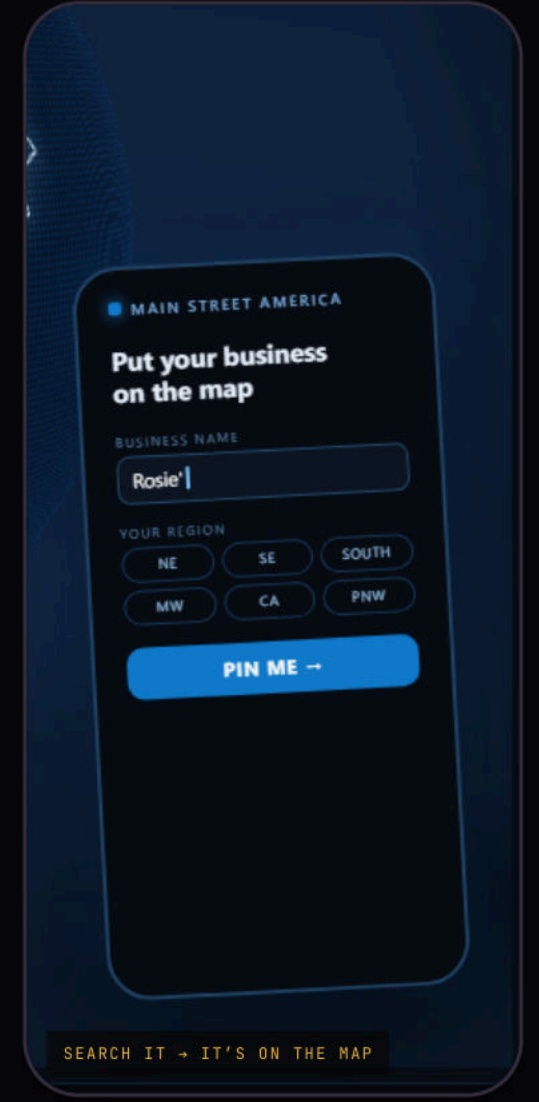 MAIN STREET AMERICA
Put your business
on the map
BUSINESS NAME
Rosie'
YOUR REGION
NE SE SOUTH
MW CA PNW
PIN ME →
SEARCH IT → IT'S ON THE MAP